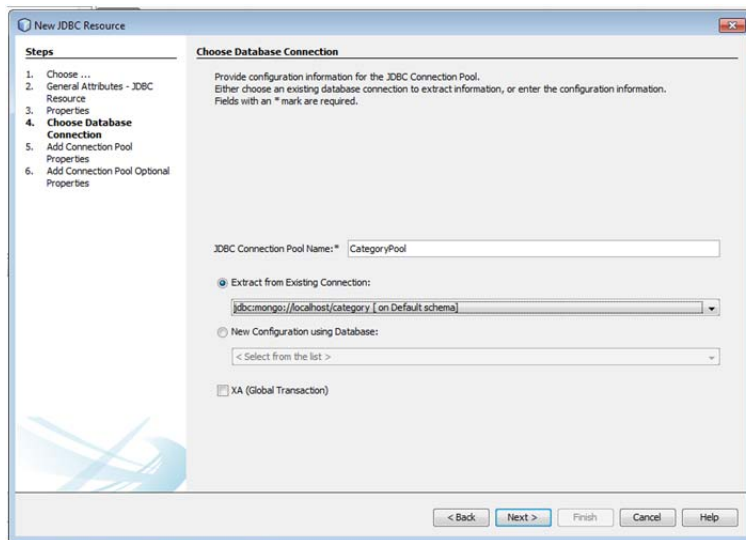 New JDBC Resource
Steps
1. Choose ...
2. General Attributes - JDBC
Resource
3. Properties
4. Choose Database
Connection
5. Add Connection Pool
Properties
6. Add Connection Pool Optional
Properties
Choose Database Connection
Provide configuration information for the JDBC Connection Pool.
Either choose an existing database connection to extract information, or enter the configuration information.
Fields with an * mark are required.
JDBC Connection Pool Name:* CategoryPool
Extract from Existing Connection:
jdbc:mongo://localhost/category [ on Default schema]
New Configuration using Database:
< Select from the list >
XA (Global Transaction)
< Back Next > Finish Cancel Help